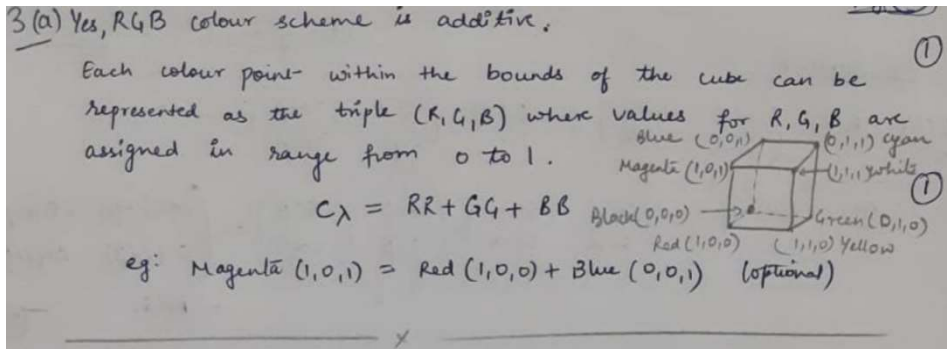 3(a) Yes, RGB colour scheme is additive.
①
Each colour point within the bounds of the cube can be
represented as the triple (R,G,B) where values for R, G, B are
assigned in range from 0 to 1.
Blue (0,0,1)
(0,1,1) Cyan
Magenta (1,0,1)
(1,1,1) white
①
Cλ = RR + GG + BB
Black(0,0,0)
Green(0,1,0)
Red (1,0,0)
(1,1,0) Yellow
eg: Magenta (1,0,1) = Red (1,0,0) + Blue (0,0,1) (optional)
x